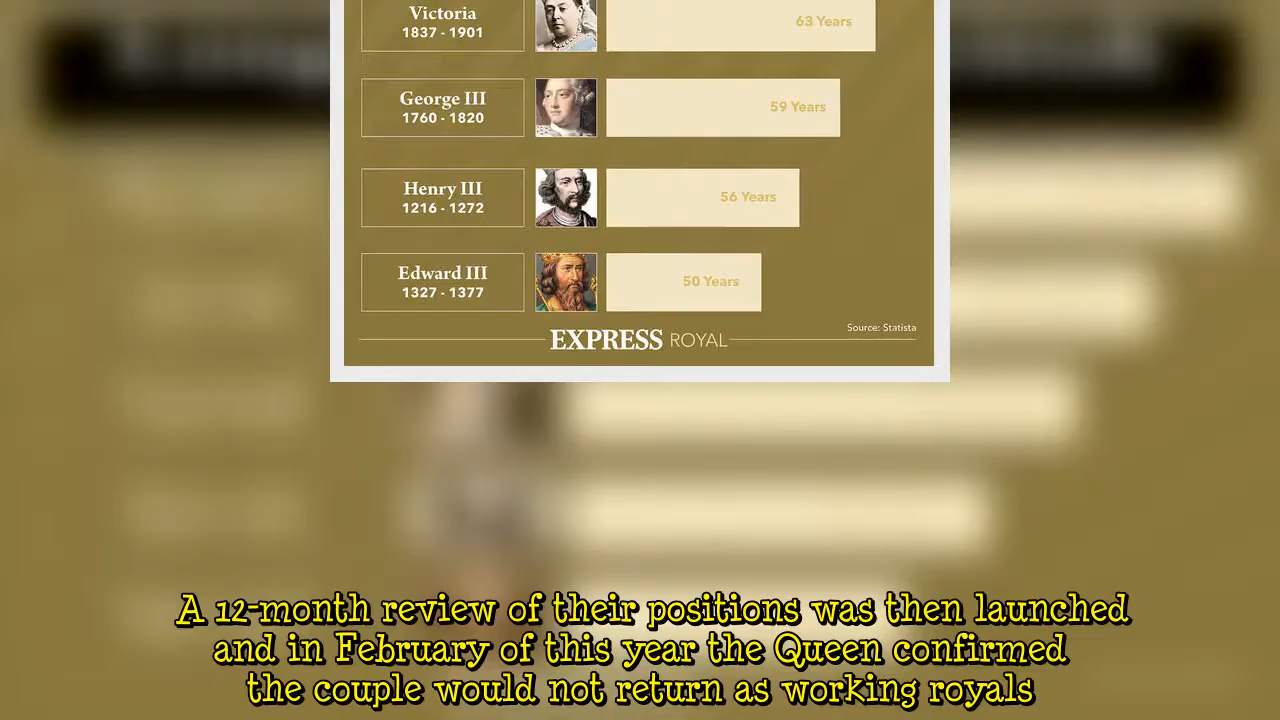 Victoria
1837 - 1901
63 Years
George III
1760 - 1820
59 Years
Henry III
1216 - 1272
56 Years
Edward III
1327 - 1377
50 Years
Source: Statista
EXPRESS ROYAL
A 12-month review of their positions was then launched
and in February of this year the Queen confirmed
the couple would not return as working royals